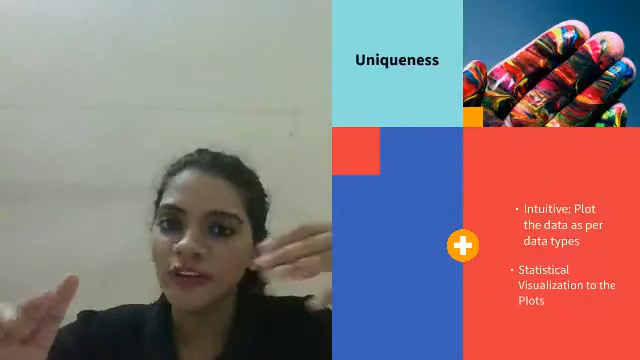 Uniqueness
• Intuitive: Plot
the data as per
data types
• Statistical
Visualization to the
Plots